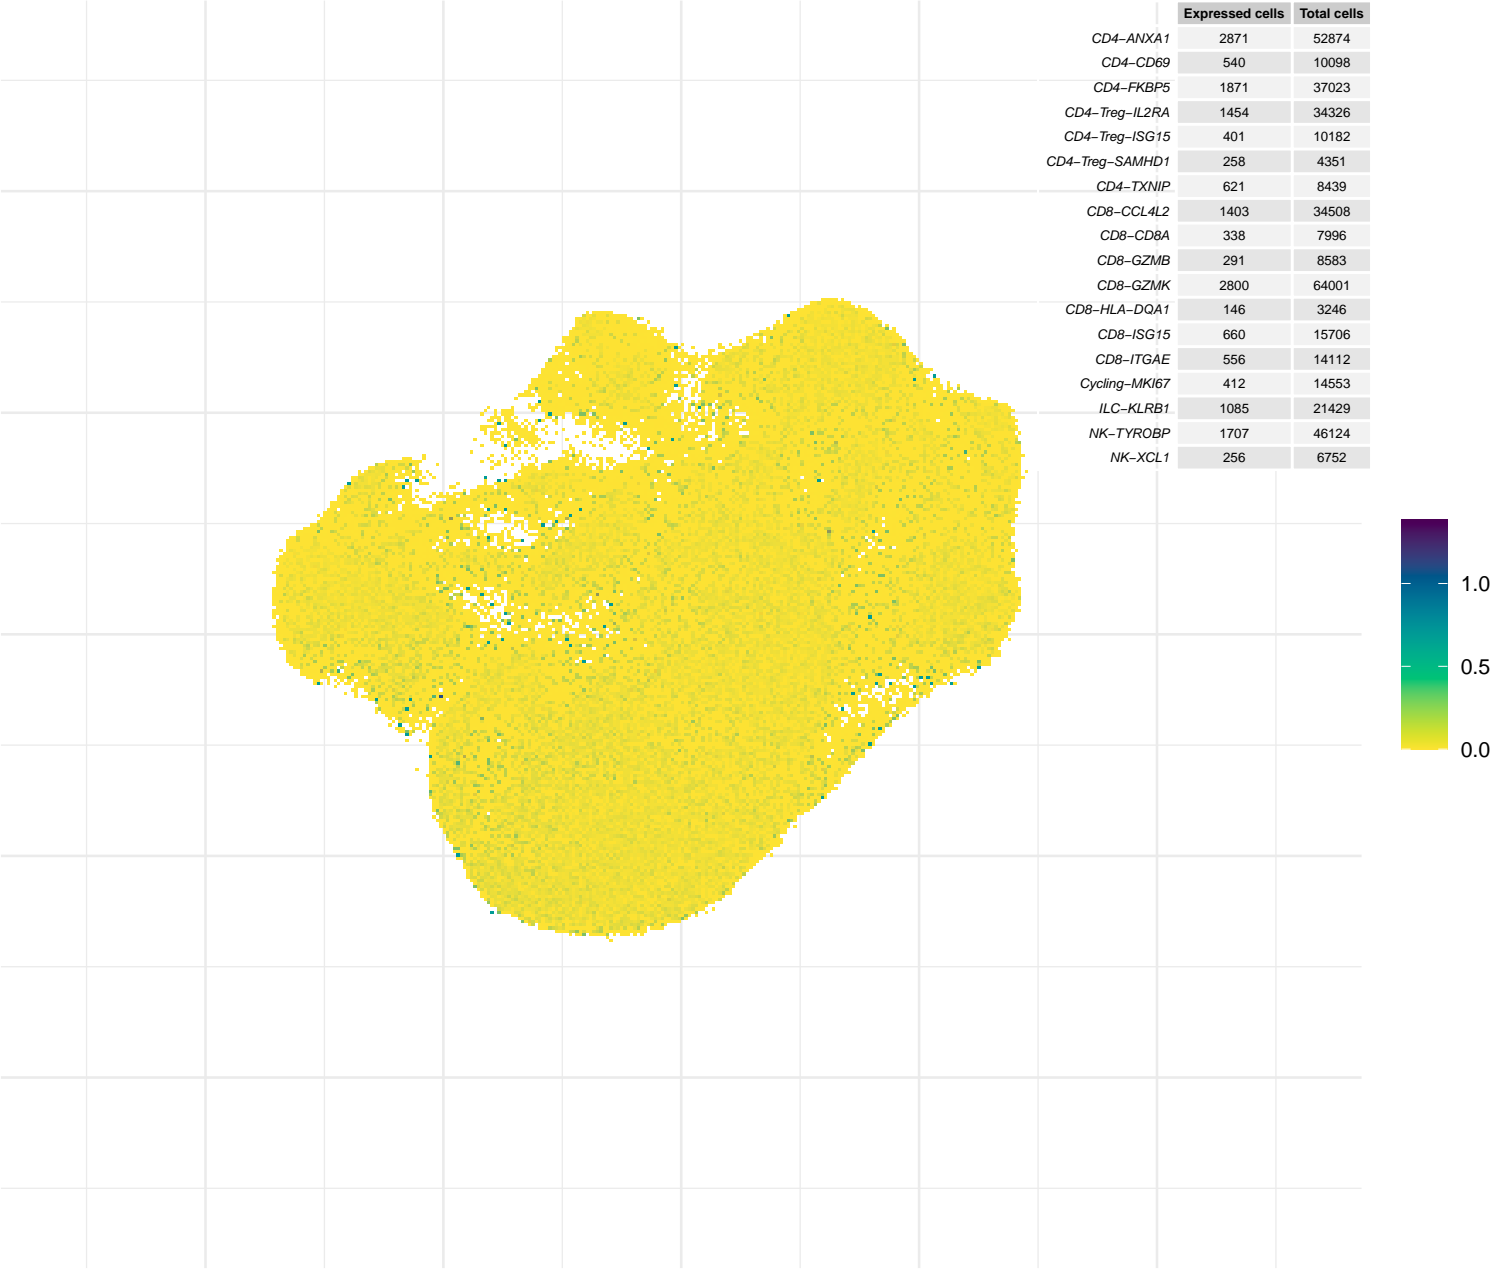 Expressed cells Total cells
CD4−ANXA1 2871 52874
CD4−CD69 540 10098
CD4−FKBP5 1871 37023
CD4−Treg−IL2RA 1454 34326
CD4−Treg−ISG15 401 10182
CD4−Treg−SAMHD1 258 4351
CD4−TXNIP 621 8439
CD8−CCL4L2 1403 34508
CD8−CD8A 338 7996
CD8−GZMB 291 8583
CD8−GZMK 2800 64001
CD8−HLA−DQA1 146 3246
CD8−ISG15 660 15706
CD8−ITGAE 556 14112
Cycling−MKI67 412 14553
ILC−KLRB1 1085 21429
NK−TYROBP 1707 46124
NK−XCL1 256 6752
1.0
0.5
0.0